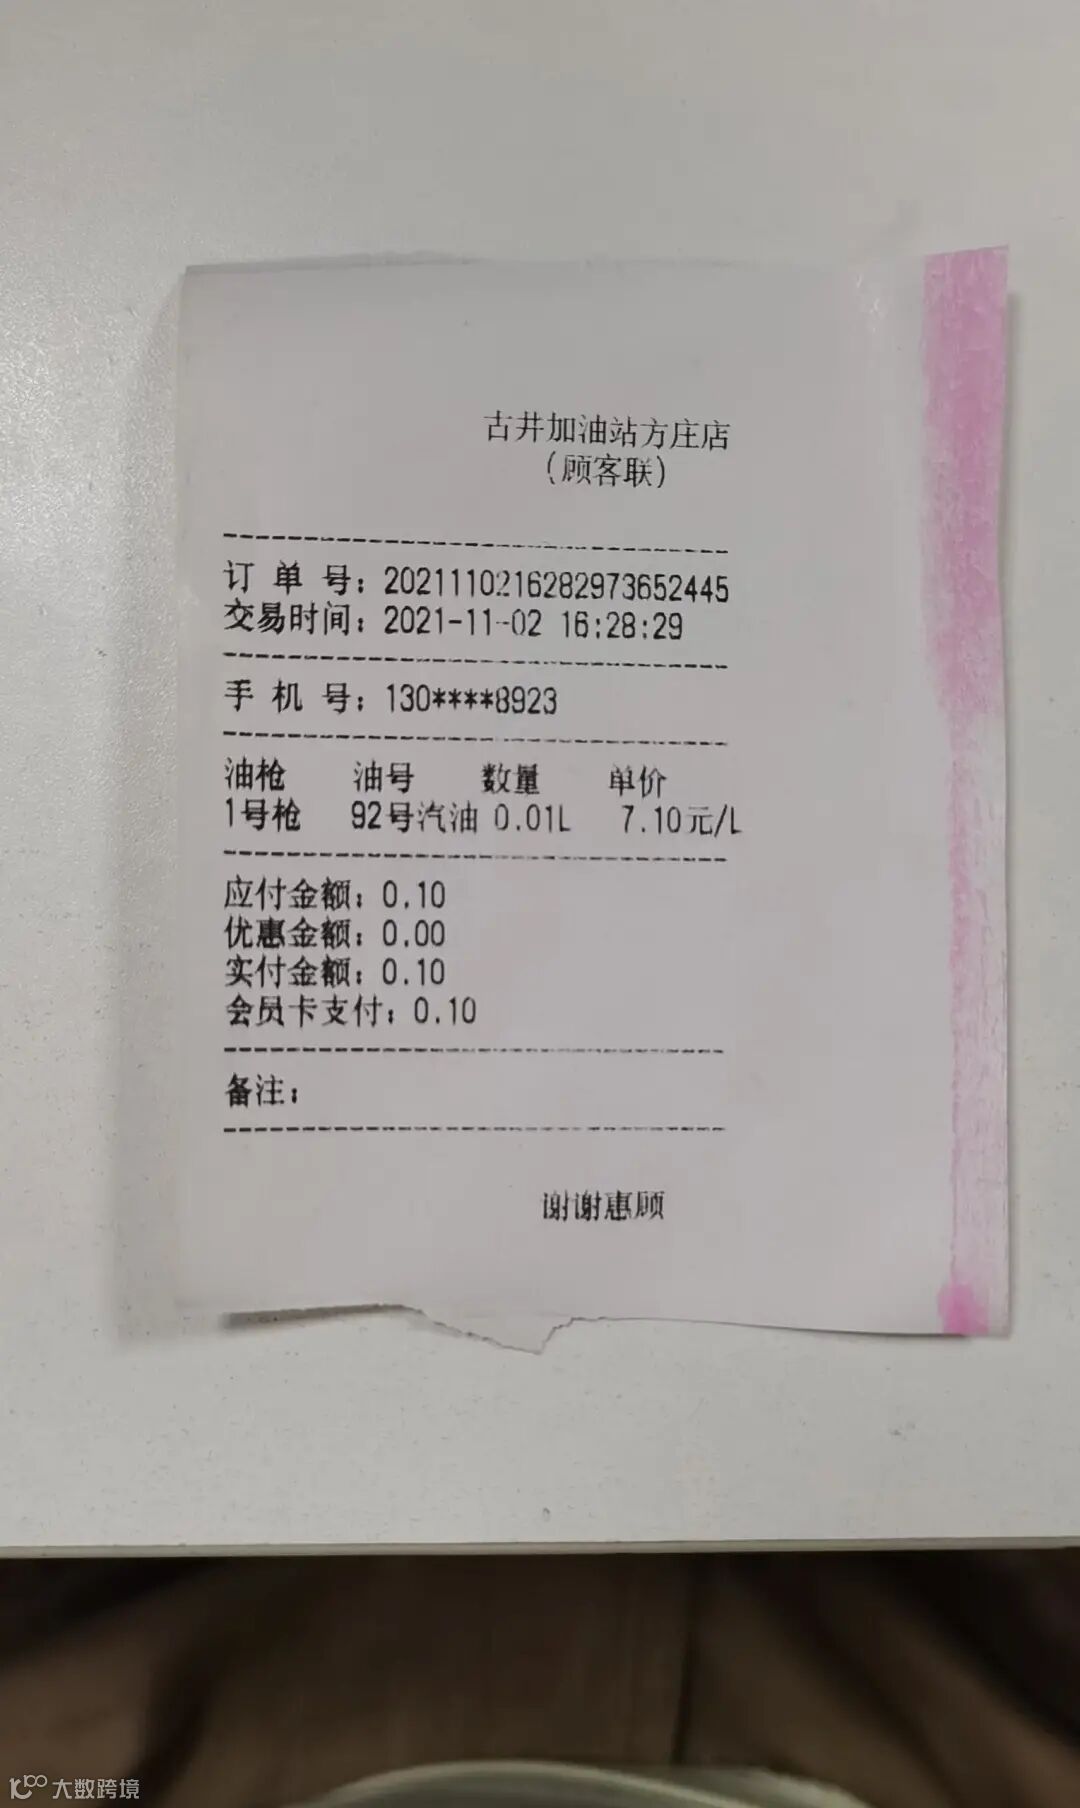 古井加油站方庄店
(顾客联)
订 单 号: 2021110216282973652445
交易时间: 2021-11-02 16:28:29
手 机 号: 130****8923
油枪 油号 数量 单价
1号枪 92号汽油 0.01L 7.10元/L
应付金额: 0.10
优惠金额: 0.00
实付金额: 0.10
会员卡支付: 0.10
备注:
谢谢惠顾
大数跨境